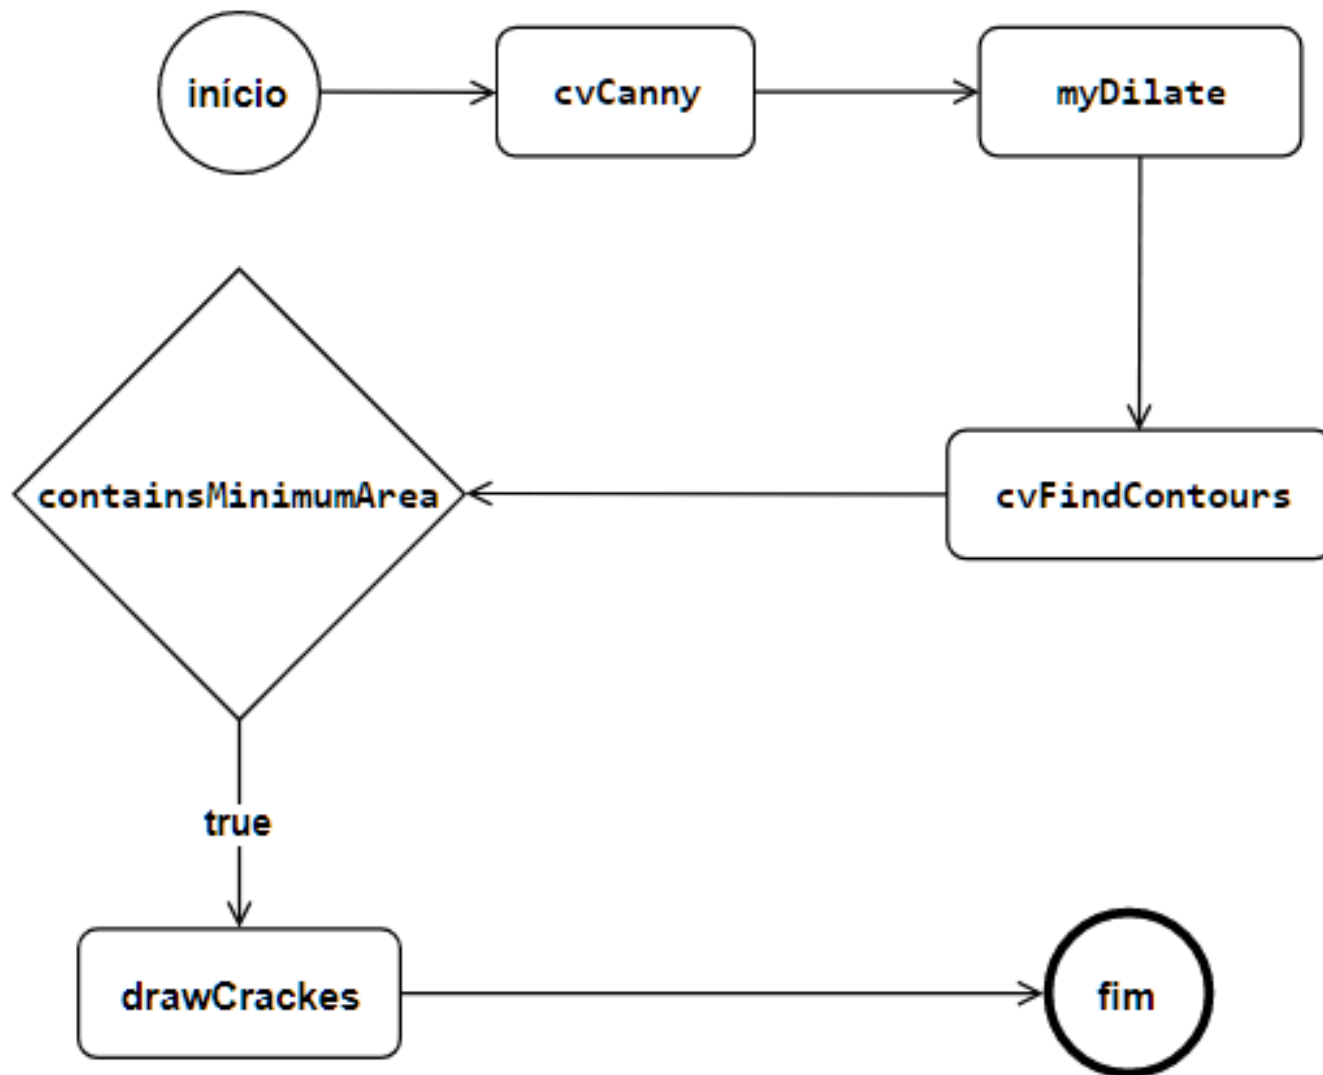 início
cvCanny
myDilate
containsMinimumArea
cvFindContours
true
drawCrackes
fim